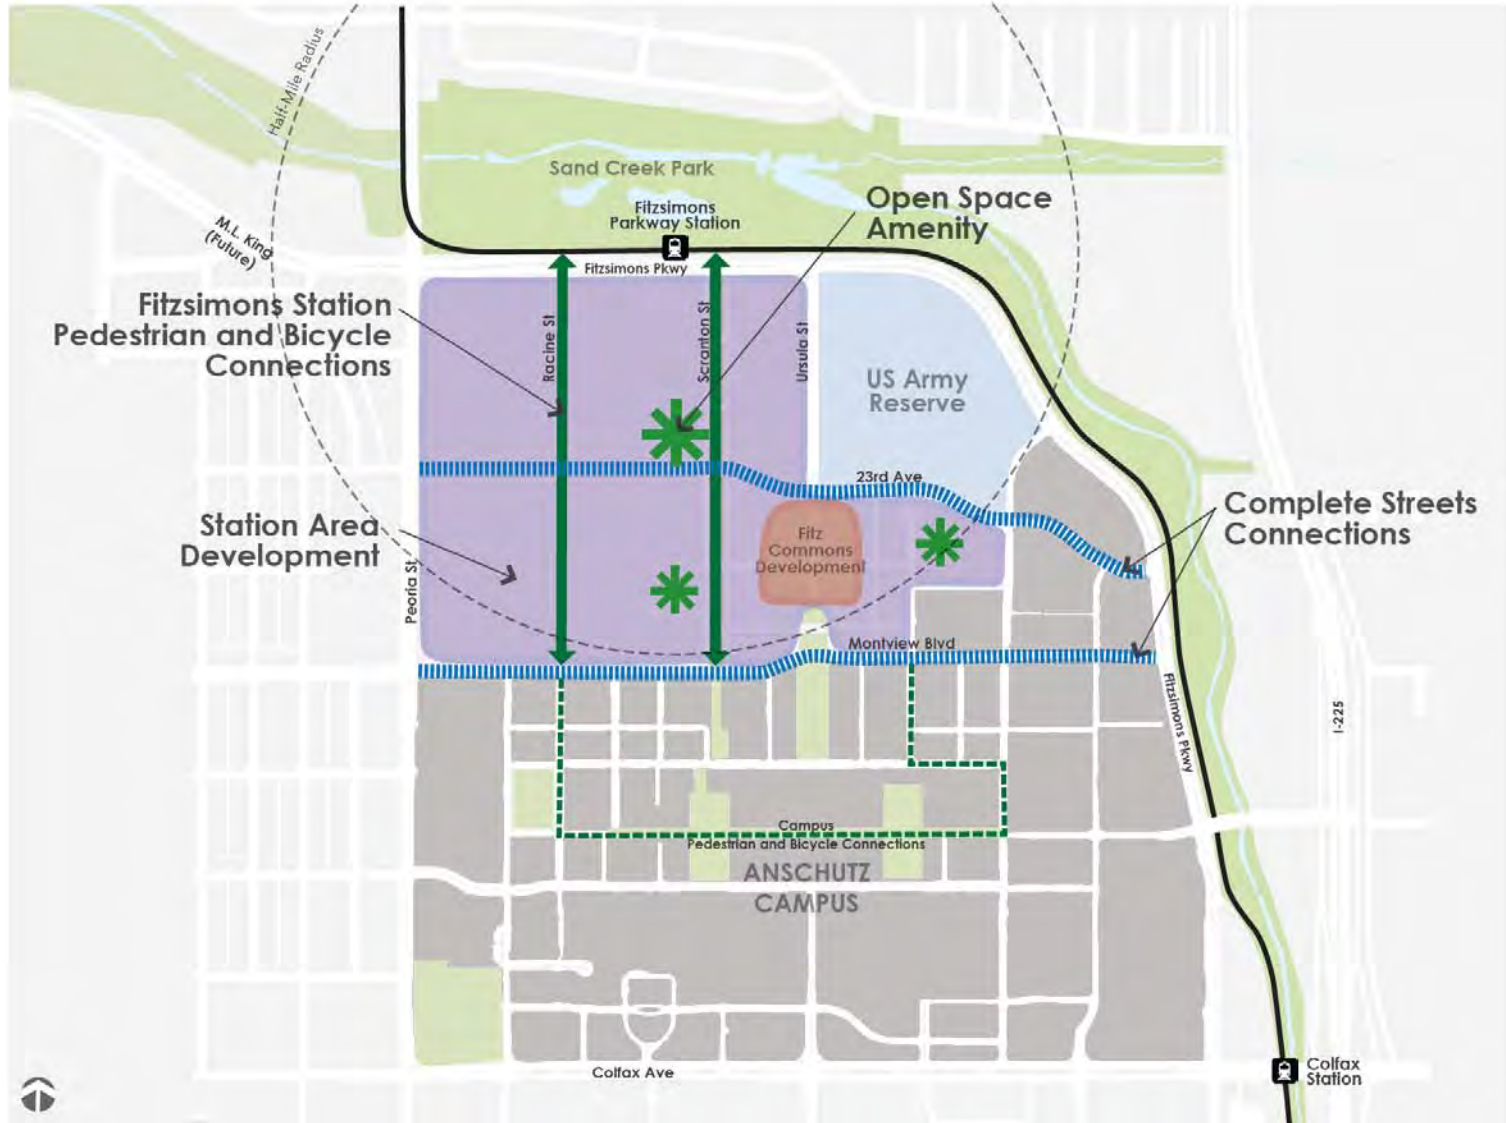 Half-Mile Radius
Sand Creek Park
Fitzsimons
Parkway Station
Open Space
Amenity
M.L. King
(Future)
Fitzsimons Pkwy
Fitzsimons Station
Pedestrian and Bicycle
Connections
Racine St
Scranton St
Ursula St
US Army
Reserve
23rd Ave
Complete Streets
Connections
Station Area
Development
Fitz
Commons
Development
Peoria St
Montview Blvd
Fitzsimons Pkwy
I-225
Campus
Pedestrian and Bicycle Connections
ANSCHUTZ
CAMPUS
Colfax Ave
Colfax
Station